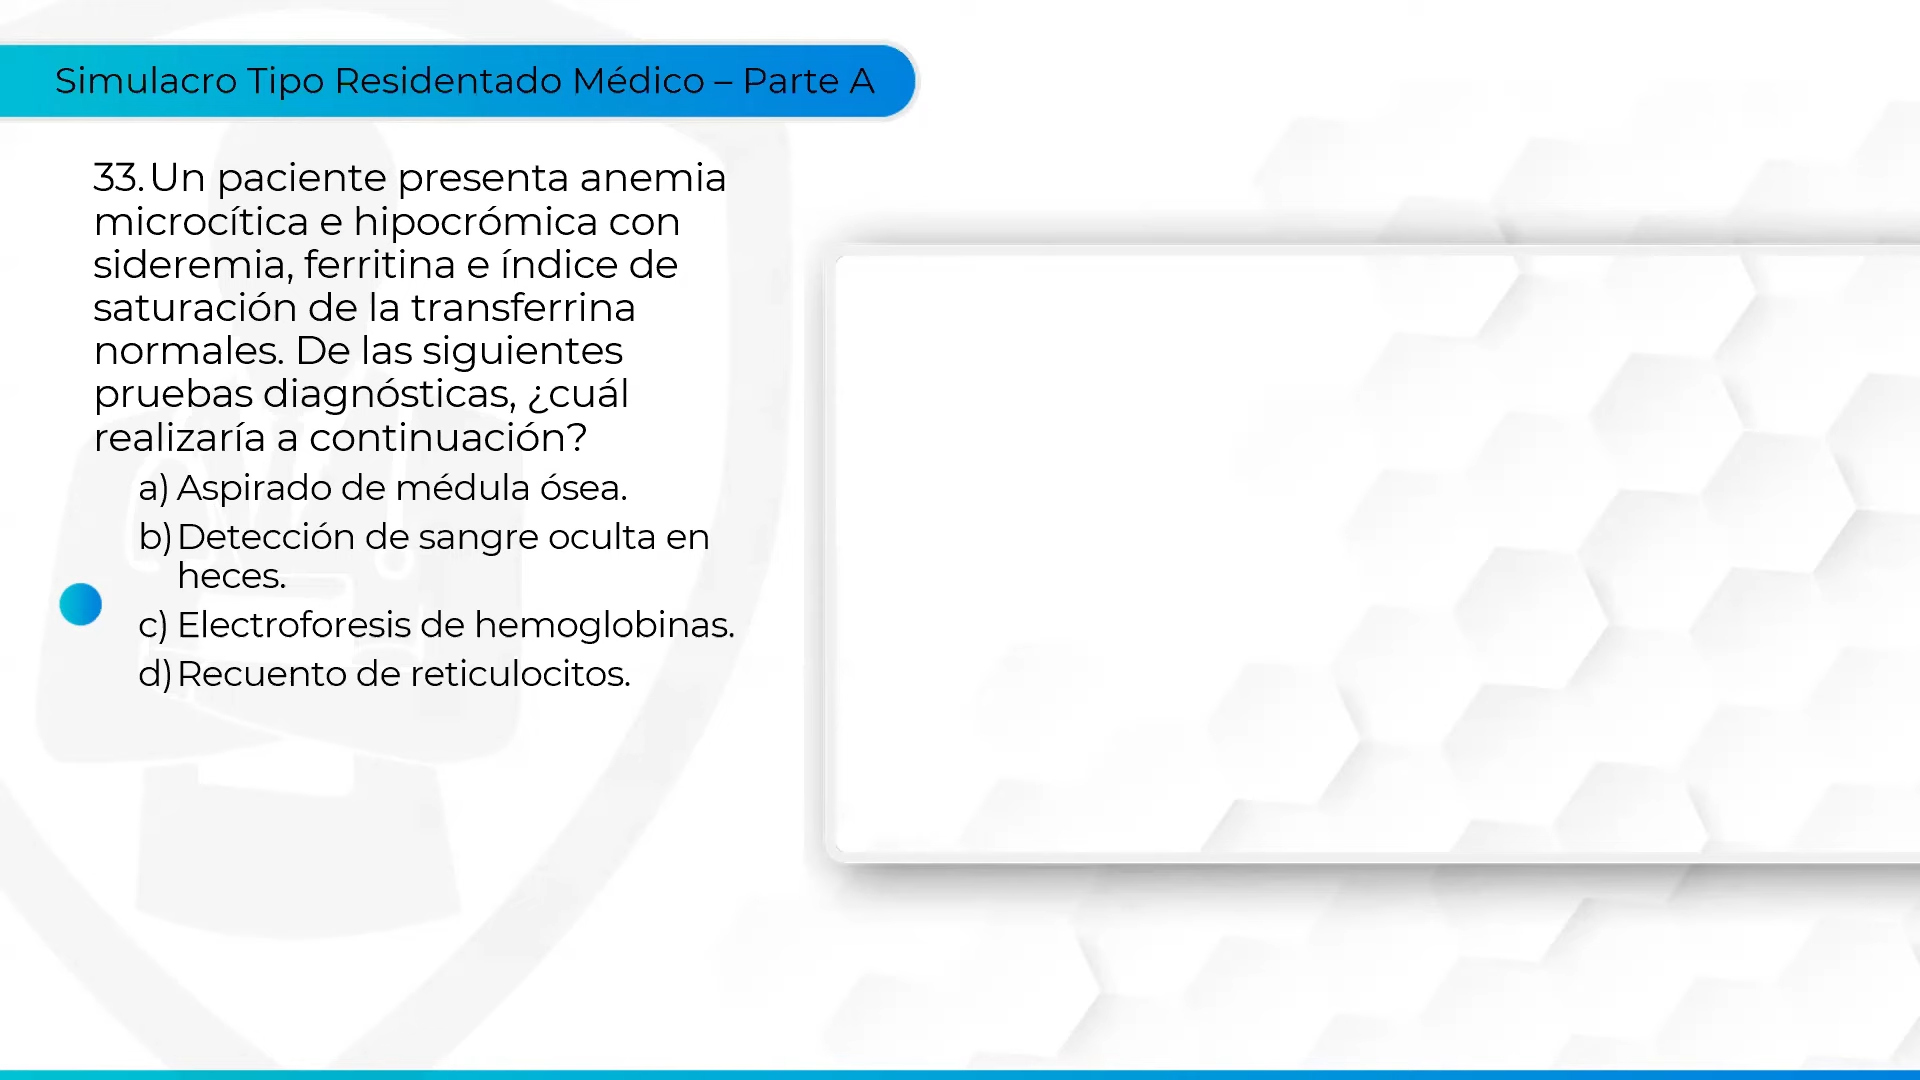 Simulacro Tipo Residentado Médico – Parte A
33. Un paciente presenta anemia
microcítica e hipocrómica con
sideremia, ferritina e índice de
saturación de la transferrina
normales. De las siguientes
pruebas diagnósticas, ¿cuál
realizaría a continuación?
a) Aspirado de médula ósea.
b) Detección de sangre oculta en
heces.
c) Electroforesis de hemoglobinas.
d) Recuento de reticulocitos.